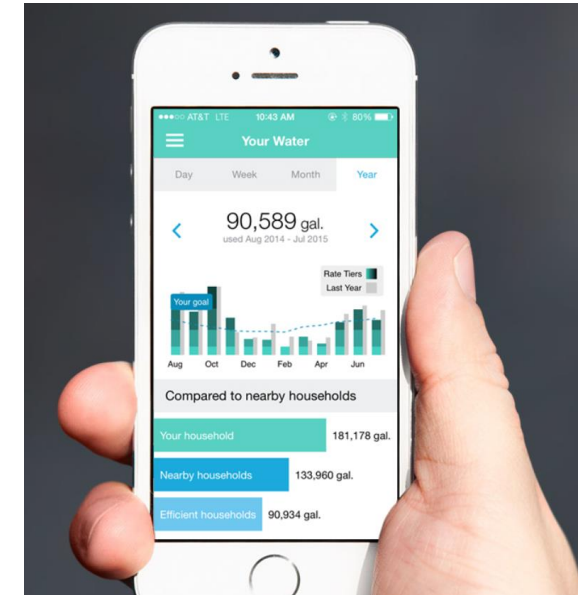 AT&T LTE 10:43 AM 80%
Your Water
Day Week Month Year
90,589 gal.
used Aug 2014 - Jul 2015
Rate Tiers
Last Year
Your goal
Aug Oct Dec Feb Apr Jun
Compared to nearby households
Your household 181,178 gal.
Nearby households 133,960 gal.
Efficient households 90,934 gal.